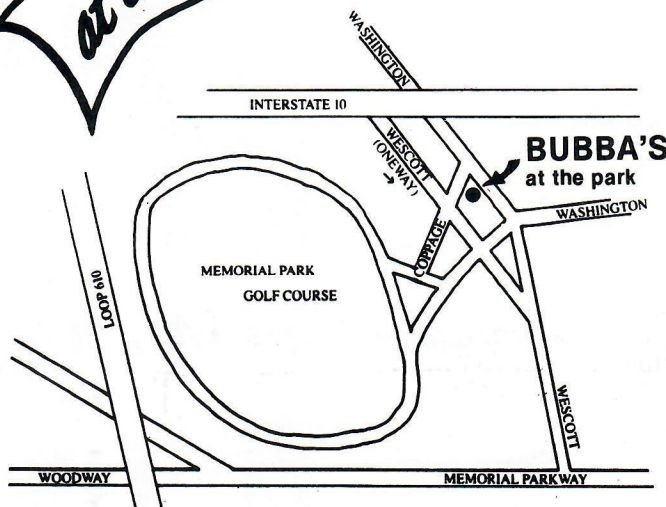 at
WASHINGTON
INTERSTATE 10
WESCOTT
(ONEWAY)
→
BUBBA'S
at the park
WASHINGTON
COPPAGE
LOOP 610
MEMORIAL PARK
GOLF COURSE
WESCOTT
WOODWAY
MEMORIAL PARKWAY